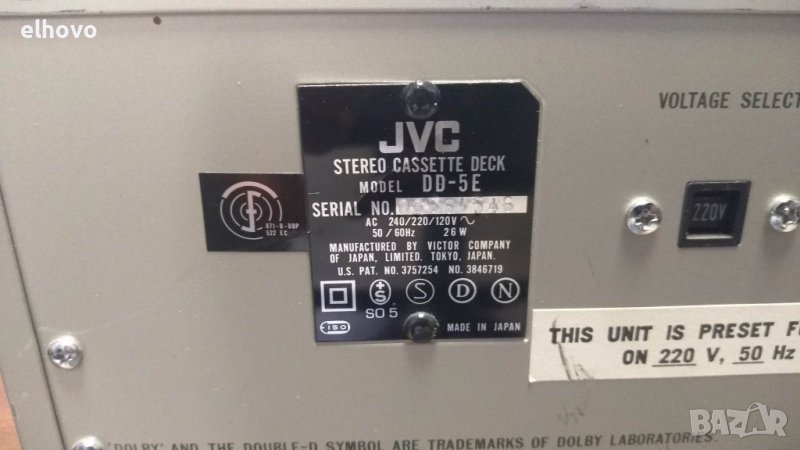 elhovo
JVC
STEREO CASSETTE DECK
MODEL DD-5E
SERIAL NO.
AC 240/220/120V
50/60Hz 26W
MANUFACTURED BY VICTOR COMPANY
OF JAPAN, LIMITED. TOKYO, JAPAN.
U.S. PAT. NO. 3757254 NO. 3846719
S S D N
SO 5
ISO
MADE IN JAPAN
522 EC
VOLTAGE SELECT
220V
THIS UNIT IS PRESET F
ON 220 V, 50 Hz
'DOLBY' AND THE DOUBLE-D SYMBOL ARE TRADEMARKS OF DOLBY LABORATORIES.
BAZAR